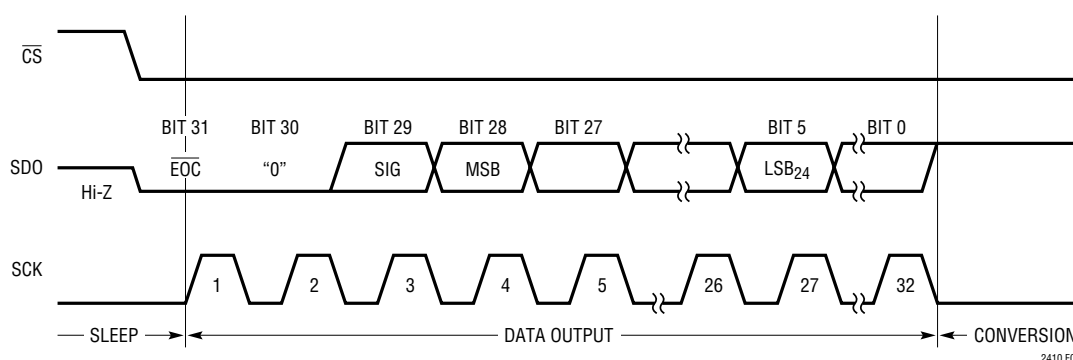 CS
BIT 31 BIT 30 BIT 29 BIT 28 BIT 27 BIT 5 BIT 0
SDO EOC “0” SIG MSB LSB24
Hi-Z
SCK 1 2 3 4 5 26 27 32
SLEEP DATA OUTPUT CONVERSION